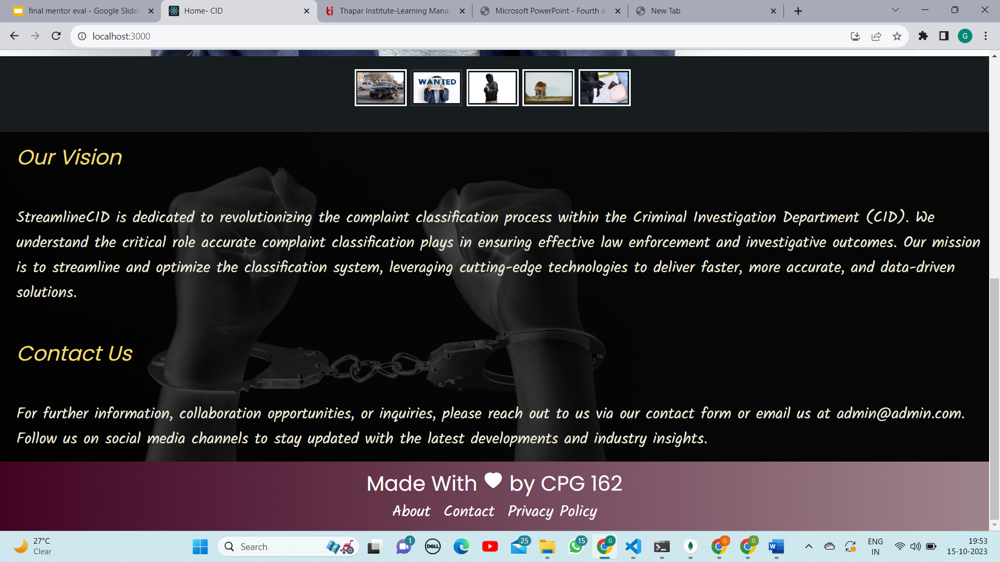 final mentor eval - Google Slides
Home- CID
Thapar Institute-Learning Manag
Microsoft PowerPoint - Fourth a
New Tab
localhost:3000
G
WANTED
Our Vision
StreamlineCID is dedicated to revolutionizing the complaint classification process within the Criminal Investigation Department (CID). We
understand the critical role accurate complaint classification plays in ensuring effective law enforcement and investigative outcomes. Our mission
is to streamline and optimize the classification system, leveraging cutting-edge technologies to deliver faster, more accurate, and data-driven
solutions.
Contact Us
For further information, collaboration opportunities, or inquiries, please reach out to us via our contact form or email us at admin@admin.com.
Follow us on social media channels to stay updated with the latest developments and industry insights.
Made With by CPG 162
About Contact Privacy Policy
27°C
Clear
Search
1
DELL
25
15
G
G
G
ENG
IN
19:53
15-10-2023